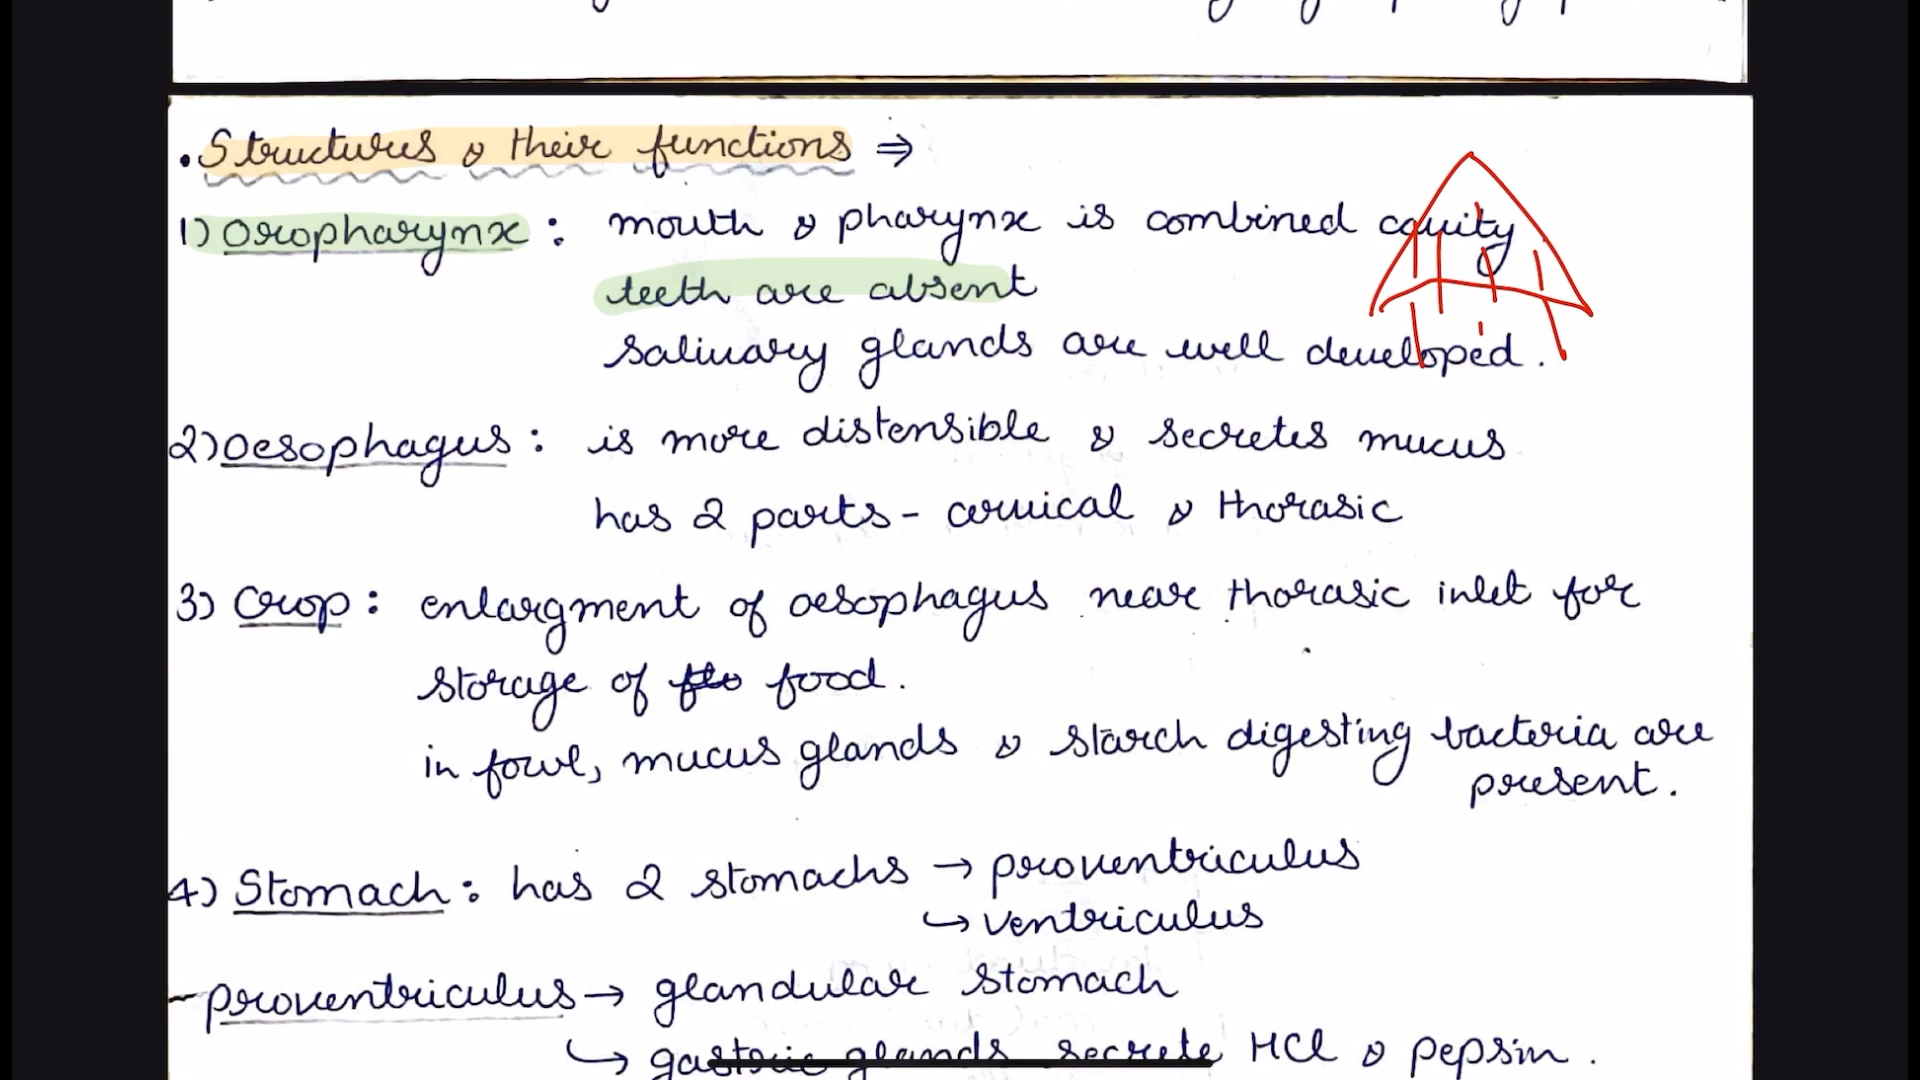 • Structures & their functions ⇒
1) Oropharynx : mouth & pharynx is combined cavity
teeth are absent
salivary glands are well developed.
2) Oesophagus : is more distensible & secretes mucus
has 2 parts - cervical & thorasic
3) Crop : enlargment of oesophagus near thorasic inlet for
storage of food.
in fowl, mucus glands & starch digesting bacteria are
present.
4) Stomach : has 2 stomachs → proventriculus
↳ ventriculus
- proventriculus → glandular stomach
↳ gastric glands secrete HCl & pepsin.